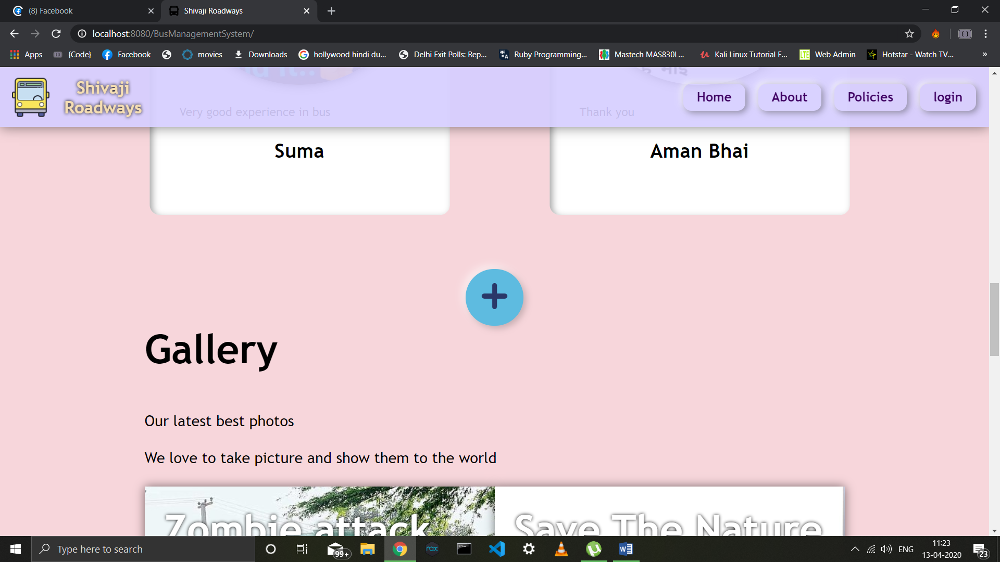 (8) Facebook
Shivaji Roadways
localhost:8080/BusManagementSystem/
Apps
{Code}
Facebook
movies
Downloads
hollywood hindi du...
Delhi Exit Polls: Rep...
Ruby Programming...
Mastech MAS830L...
Kali Linux Tutorial F...
LTE
Web Admin
Hotstar - Watch TV...
Shivaji
Roadways
Home
About
Policies
login
Very good experience in bus
Thank you
Suma
Aman Bhai
Gallery
Our latest best photos
We love to take picture and show them to the world
Zombie attack
Save The Nature
Type here to search
99+
nox
ENG
11:23
13-04-2020
23